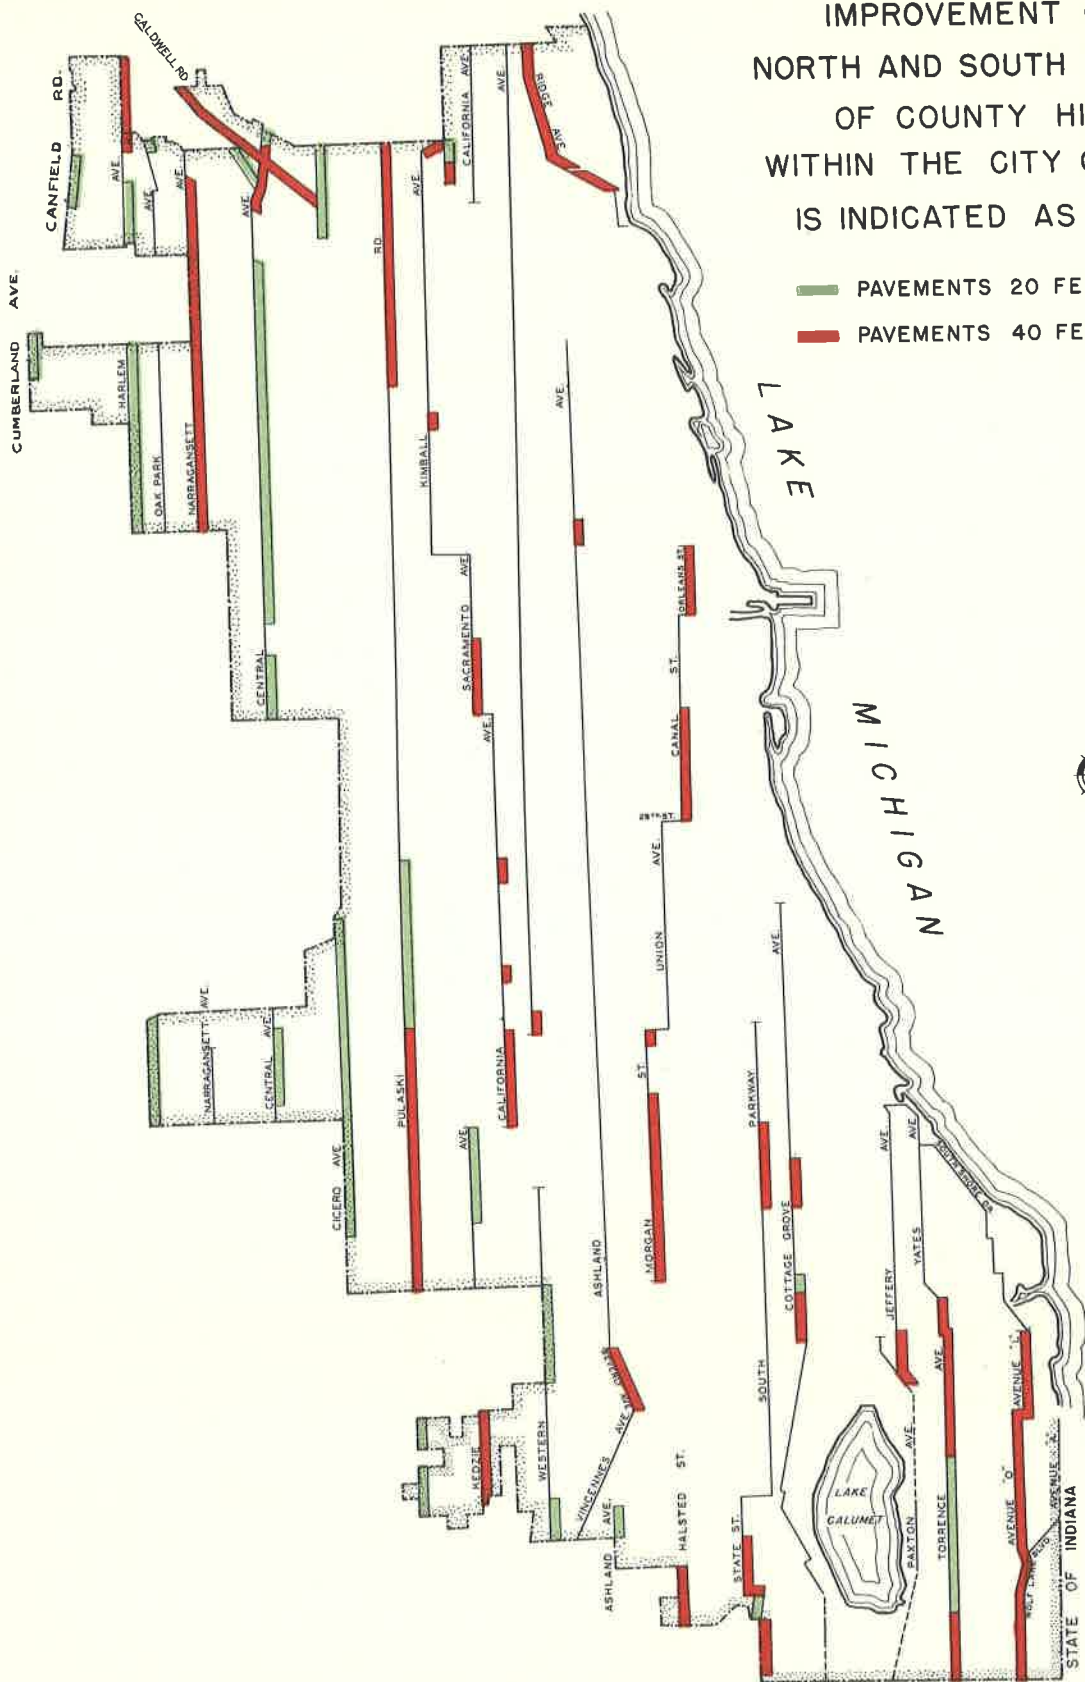 IMPROVEMENT
NORTH AND SOUTH
OF COUNTY HI
WITHIN THE CITY
IS INDICATED AS
PAVEMENTS 20 FE
PAVEMENTS 40 FE
CALDWELL RD.
CANFIELD RD.
CUMBERLAND AVE.
AVE
AVE.
AVE.
AVE.
RD.
AVE.
CALIFORNIA AVE.
AVE.
RIDGE AVE.
HARLEM
OAK PARK
NARRAGANSETT
KIMBALL
AVE.
LAKE
MICHIGAN
CENTRAL
SACRAMENTO AVE.
AVE.
ORLEANS ST.
CANAL ST.
UNION AVE.
AVE.
NARRAGANSETT AVE.
CENTRAL AVE.
CICERO AVE.
PULASKI
CALIFORNIA
AVE.
MORGAN ST.
PARKWAY
COTTAGE GROVE
JEFFERY AVE.
YATES AVE.
SOUTH SHORE DR.
ASHLAND
SOUTH
KEDZIE
WESTERN
VINCENNES AVE.
ASHLAND AVE.
HALSTED ST.
STATE ST.
LAKE
CALUMET
PAXTON AVE.
TORRENCE AVE.
AVENUE "O"
AVENUE "L"
WOLF LAKE BLVD.
AVENUE "A"
STATE OF INDIANA